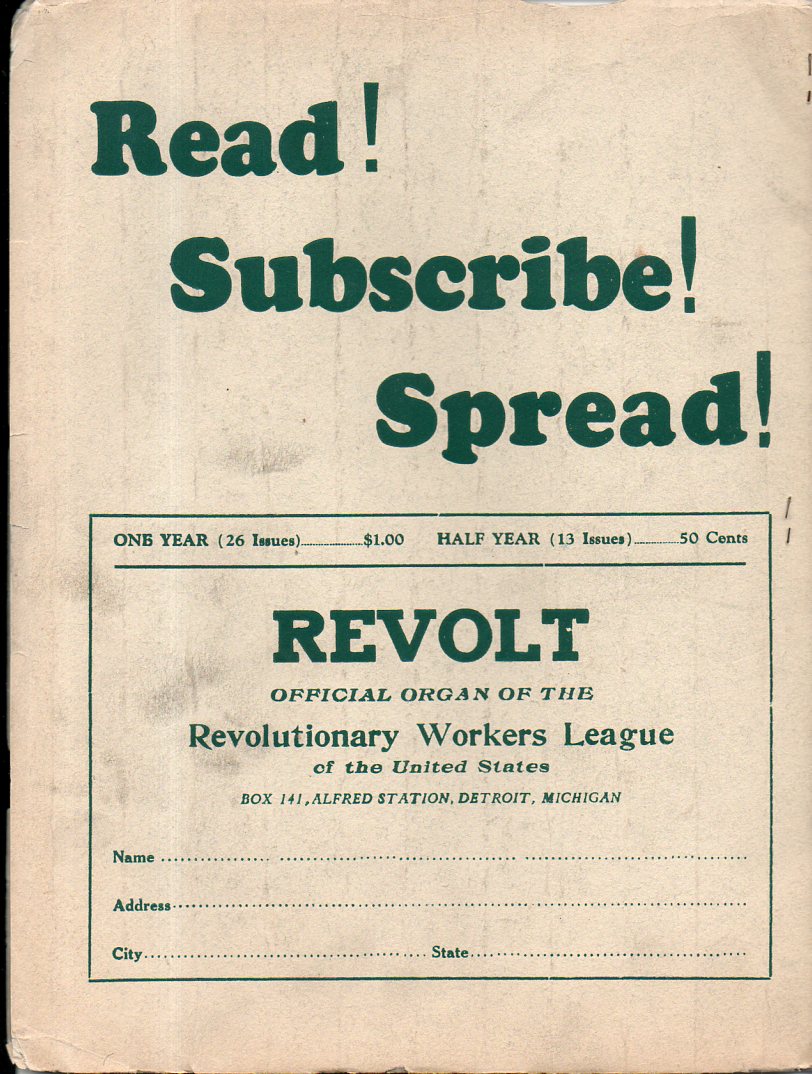 Read!
Subscribe!
Spread!
ONE YEAR (26 Issues)..................$1.00 HALF YEAR (13 Issues)..............50 Cents
REVOLT
OFFICIAL ORGAN OF THE
Revolutionary Workers League
of the United States
BOX 141, ALFRED STATION, DETROIT, MICHIGAN
Name ................................................................
Address................................................................
City........................................ State........................................